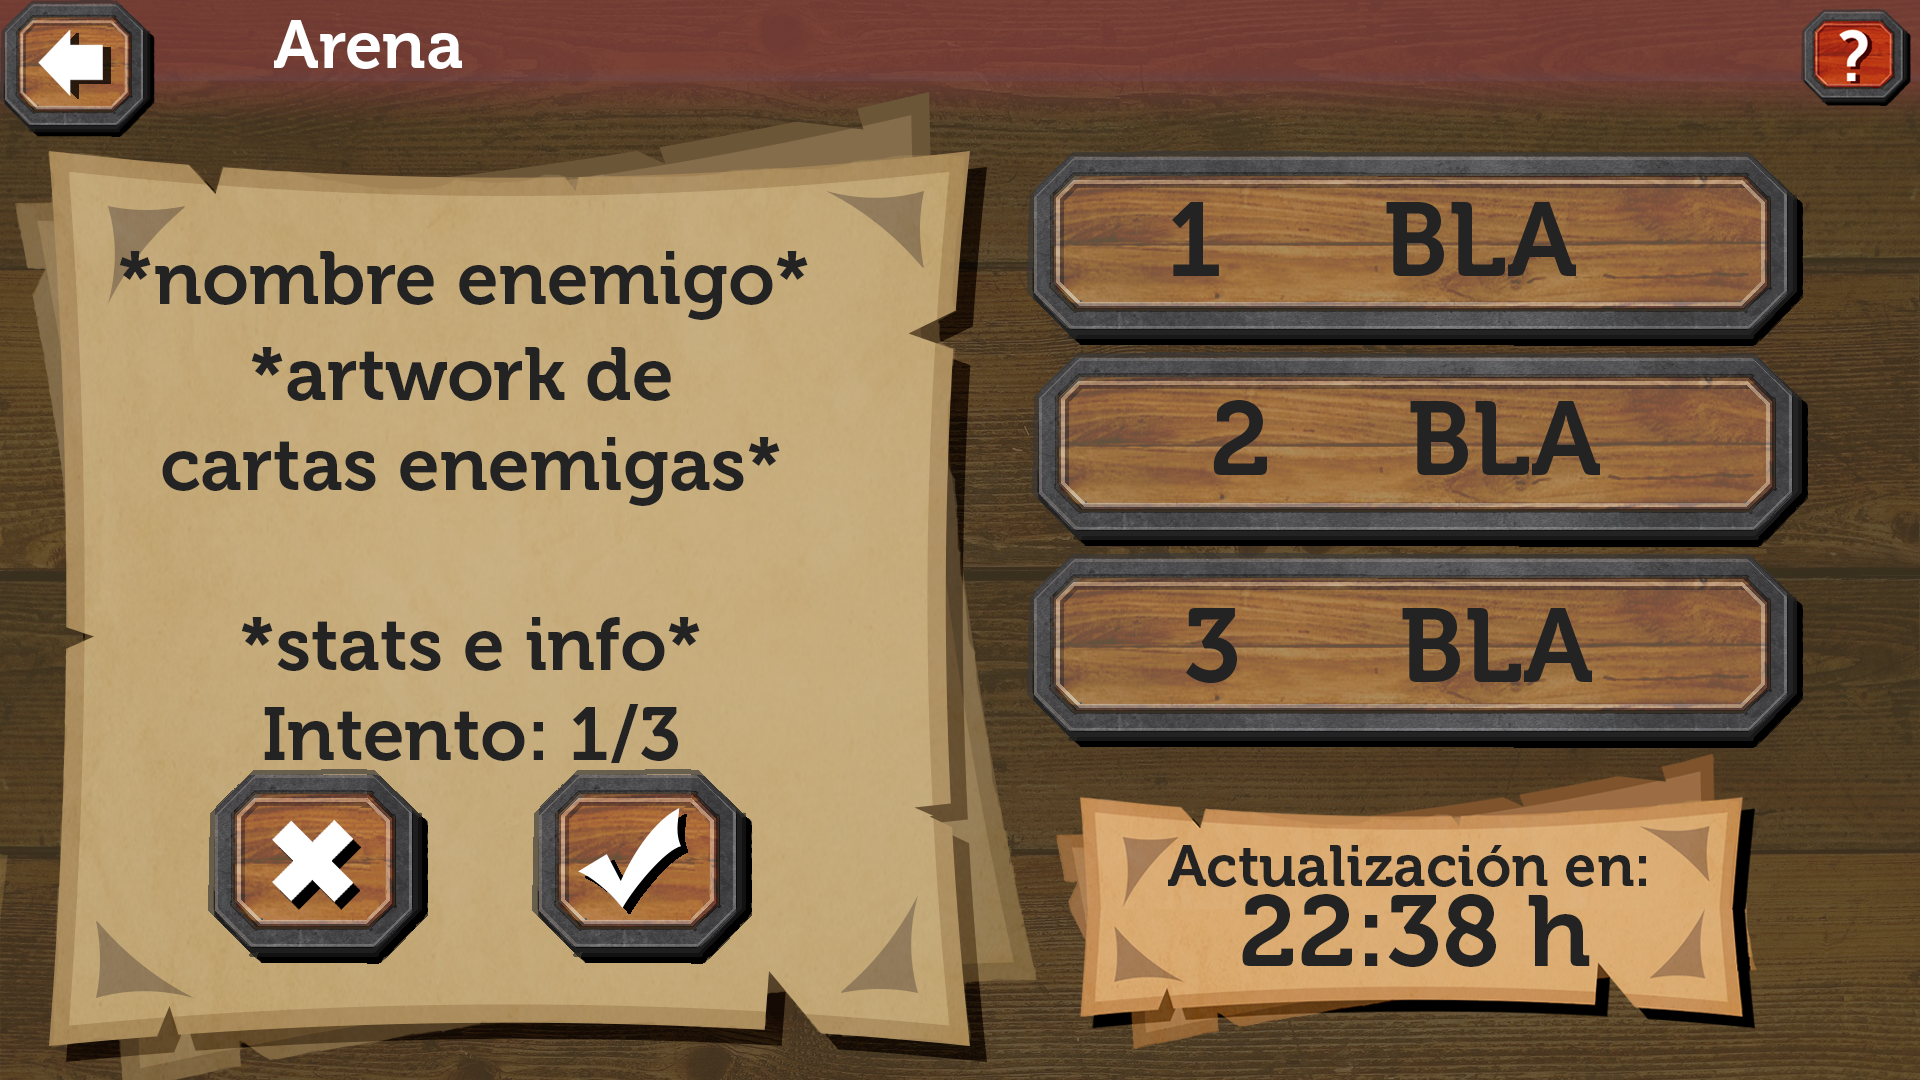 Arena
?
*nombre enemigo*
*artwork de
cartas enemigas*
*stats e info*
Intento: 1/3
1 BLA
2 BLA
3 BLA
Actualización en:
22:38 h